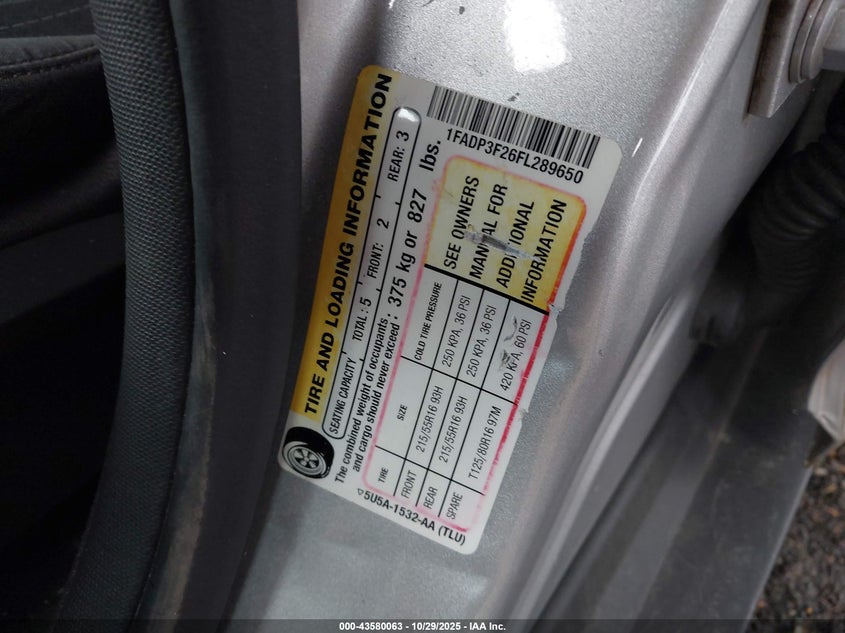 TIRE AND LOADING INFORMATION
SEATING CAPACITY TOTAL: 5 FRONT: 2 REAR: 3
The combined weight of occupants
and cargo should never exceed: 375 kg or 827 lbs.
TIRE SIZE COLD TIRE PRESSURE
FRONT 215/55R16 93H 250 KPA, 36 PSI
REAR 215/55R16 93H 250 KPA, 36 PSI
SPARE T125/80R16 97M 420 KPA, 60 PSI
SEE OWNERS
MANUAL FOR
ADDITIONAL
INFORMATION
5U5A-1532-AA (TLU)
1FADP3F26FL289650
000-43580063 - 10/29/2025 - IAA Inc.